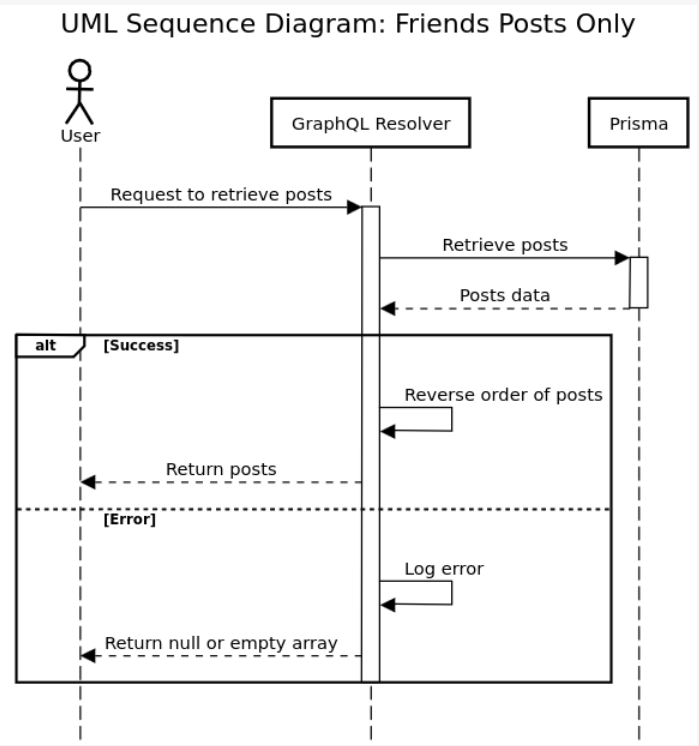 UML Sequence Diagram: Friends Posts Only
User
GraphQL Resolver
Prisma
Request to retrieve posts
Retrieve posts
Posts data
alt
[Success]
Reverse order of posts
Return posts
[Error]
Log error
Return null or empty array